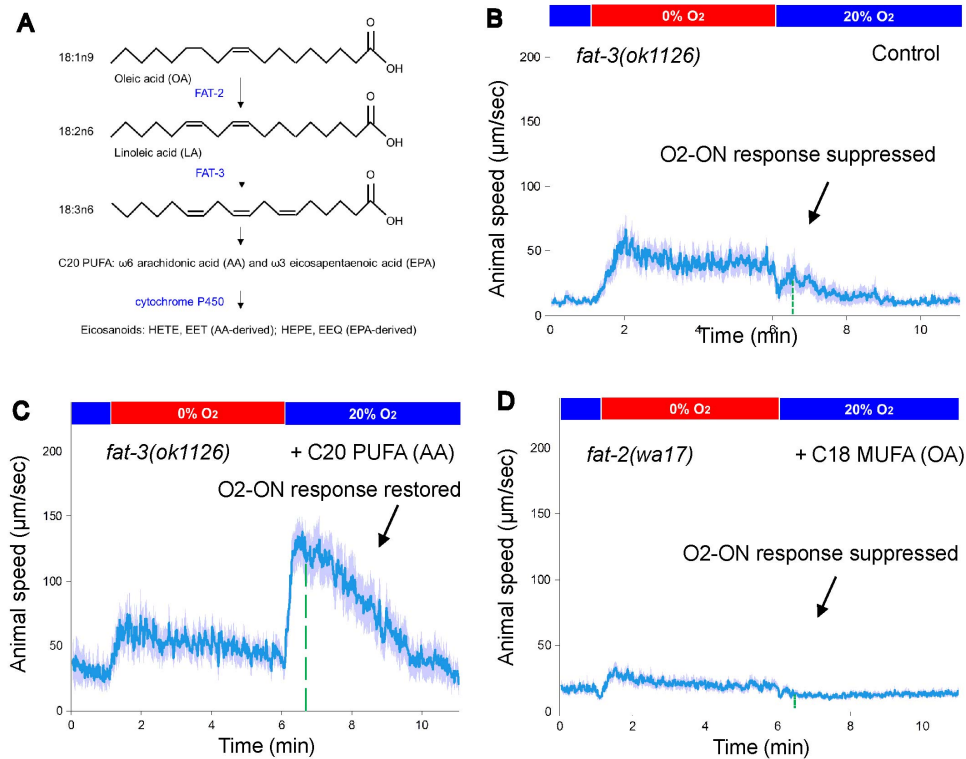 A
18:1n9
O
OH
Oleic acid (OA)
FAT-2
18:2n6
O
OH
Linoleic acid (LA)
FAT-3
18:3n6
O
OH
C20 PUFA: ω6 arachidonic acid (AA) and ω3 eicosapentaenoic acid (EPA)
cytochrome P450
Eicosanoids: HETE, EET (AA-derived); HEPE, EEQ (EPA-derived)
B
0% O2
20% O2
fat-3(ok1126)
Control
O2-ON response suppressed
Animal speed (µm/sec)
200
150
100
50
0
0
2
4
6
8
10
Time (min)
C
0% O2
20% O2
fat-3(ok1126)
+ C20 PUFA (AA)
O2-ON response restored
Animal speed (µm/sec)
200
150
100
50
0
0
2
4
6
8
10
Time (min)
D
0% O2
20% O2
fat-2(wa17)
+ C18 MUFA (OA)
O2-ON response suppressed
Animal speed (µm/sec)
200
150
100
50
0
0
2
4
6
8
10
Time (min)